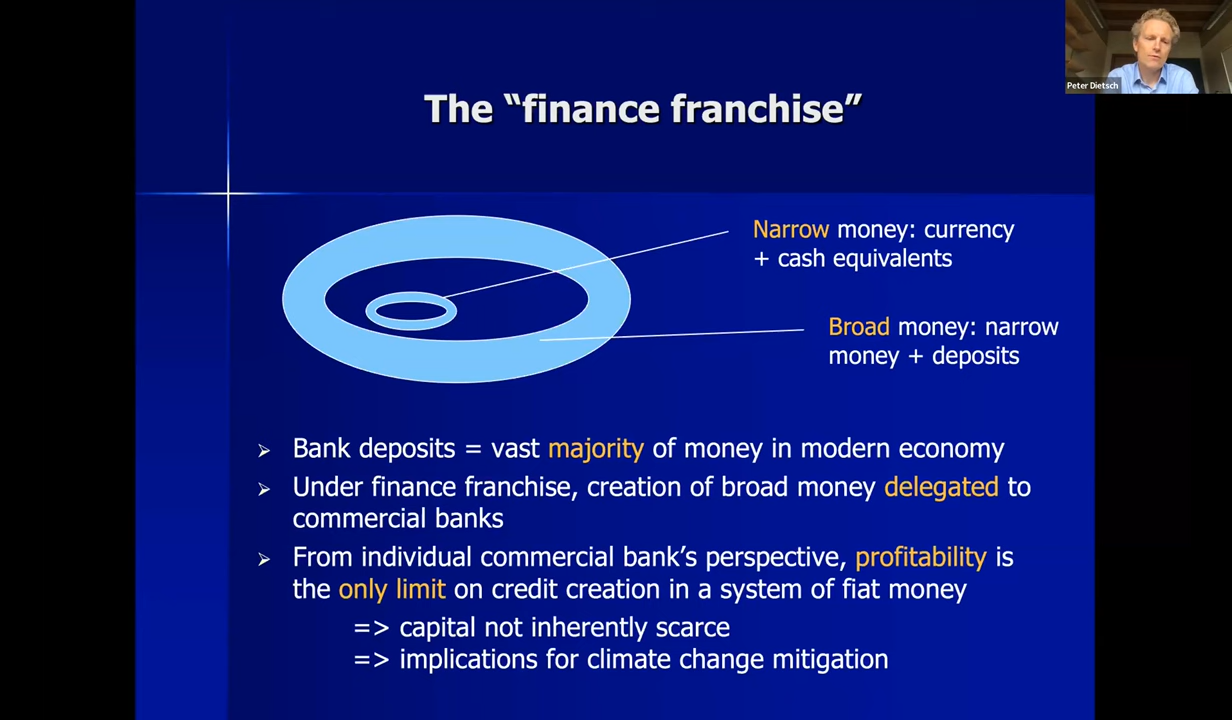 Peter Dietsch
The “finance franchise”
Narrow money: currency
+ cash equivalents
Broad money: narrow
money + deposits
Bank deposits = vast majority of money in modern economy
Under finance franchise, creation of broad money delegated to
commercial banks
From individual commercial bank’s perspective, profitability is
the only limit on credit creation in a system of fiat money
=> capital not inherently scarce
=> implications for climate change mitigation